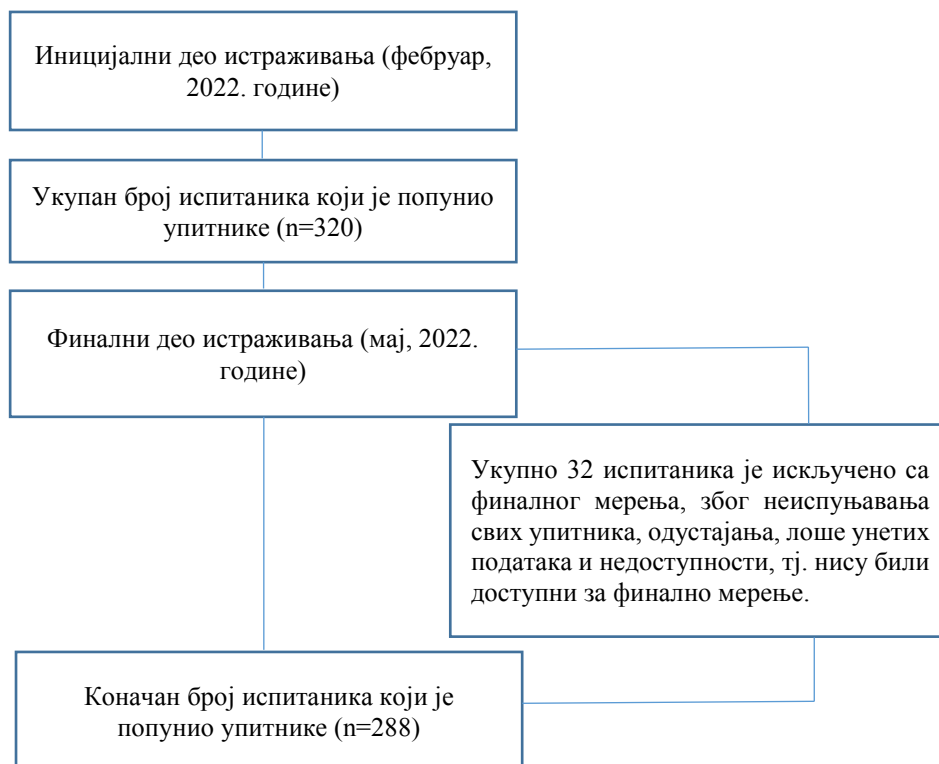 Иницијални део истраживања (фебруар,
2022. године)
Укупан број испитаника који је попунио
упитнике (n=320)
Финални део истраживања (мај, 2022.
године)
Укупно 32 испитаника је искључено са
финалног мерења, због неиспуњавања
свих упитника, одустајања, лоше унетих
података и недоступности, тј. нису били
доступни за финално мерење.
Коначан број испитаника који је
попунио упитнике (n=288)